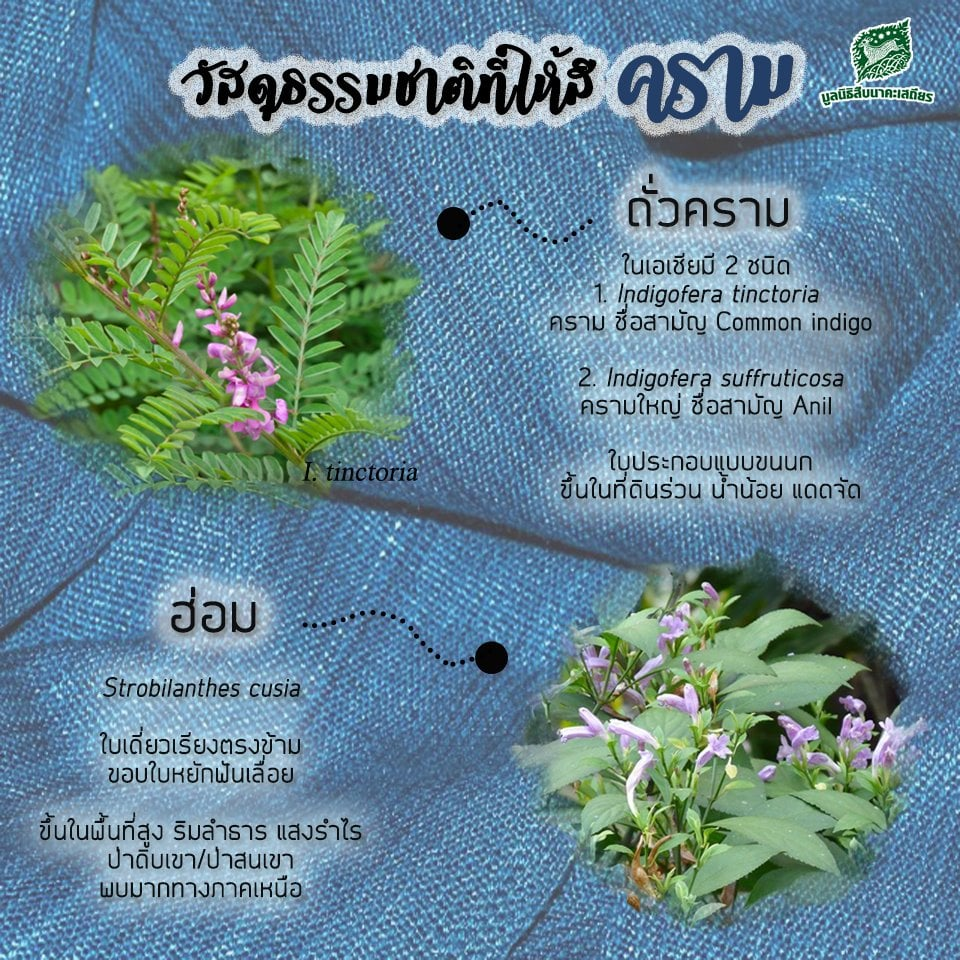 วัสดุธรรมชาติที่ให้สี คราม
มูลนิธิสืบนาคะเสถียร
ถั่วคราม
ในเอเชียมี 2 ชนิด
1. Indigofera tinctoria
คราม ชื่อสามัญ Common indigo
2. Indigofera suffruticosa
ครามใหญ่ ชื่อสามัญ Anil
ใบประกอบแบบขนนก
ขึ้นในที่ดินร่วน น้ำน้อย แดดจัด
I. tinctoria
ฮ่อม
Strobilanthes cusia
ใบเดี่ยวเรียงตรงข้าม
ขอบใบหยักฟันเลื่อย
ขึ้นในพื้นที่สูง ริมลำธาร แสงรำไร
ป่าดิบเขา/ป่าสนเขา
พบมากทางภาคเหนือ